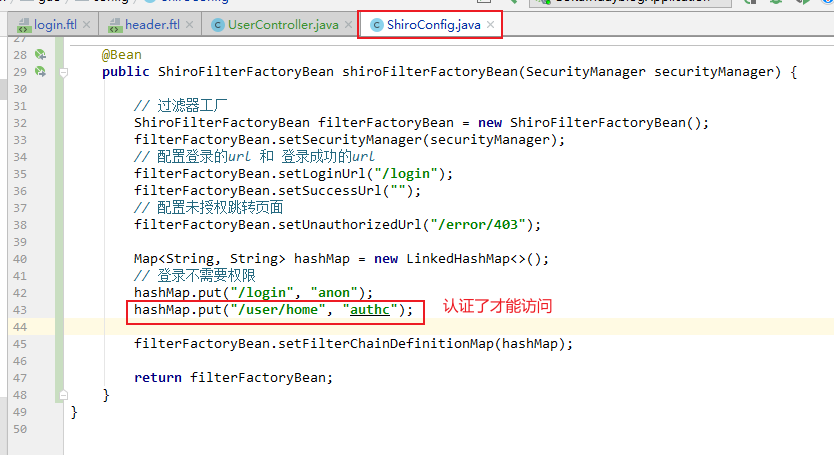 login.ftl header.ftl UserController.java ShiroConfig.java
27
28 @Bean
29 public ShiroFilterFactoryBean shiroFilterFactoryBean(SecurityManager securityManager) {
30
31 // 过滤器工厂
32 ShiroFilterFactoryBean filterFactoryBean = new ShiroFilterFactoryBean();
33 filterFactoryBean.setSecurityManager(securityManager);
34 // 配置登录的url 和 登录成功的url
35 filterFactoryBean.setLoginUrl("/login");
36 filterFactoryBean.setSuccessUrl("");
37 // 配置未授权跳转页面
38 filterFactoryBean.setUnauthorizedUrl("/error/403");
39
40 Map<String, String> hashMap = new LinkedHashMap<>();
41 // 登录不需要权限
42 hashMap.put("/login", "anon");
43 hashMap.put("/user/home", "authc"); 认证了才能访问
44
45 filterFactoryBean.setFilterChainDefinitionMap(hashMap);
46
47 return filterFactoryBean;
48 }
49 }
50